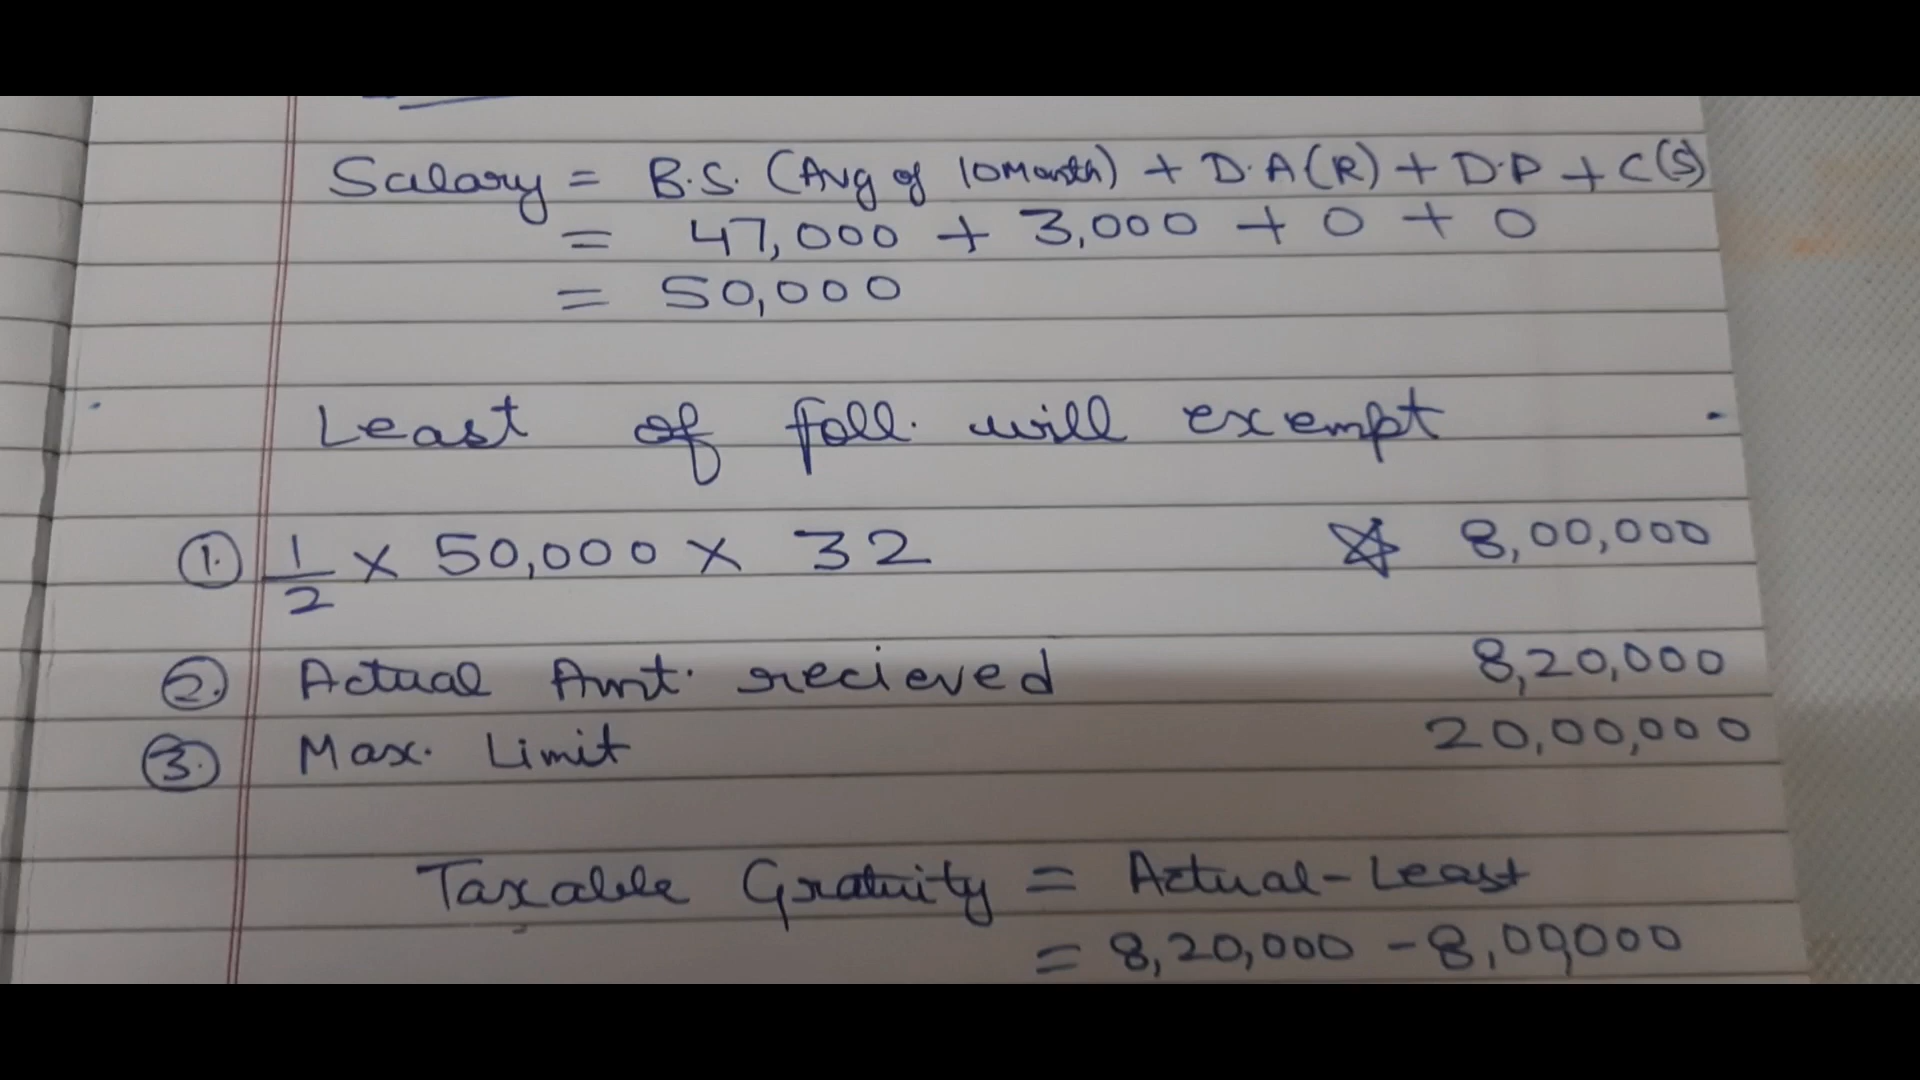 Salary = B.S. (Avg of 10 Month) + D.A (R) + D.P + C(S)
= 47,000 + 3,000 + 0 + 0
= 50,000
Least of foll. will exempt
1. 1/2 x 50,000 x 32 ☆ 8,00,000
2. Actual Amt. recieved 8,20,000
3. Max. Limit 20,00,000
Taxable Gratuity = Actual - Least
= 8,20,000 - 8,00,000